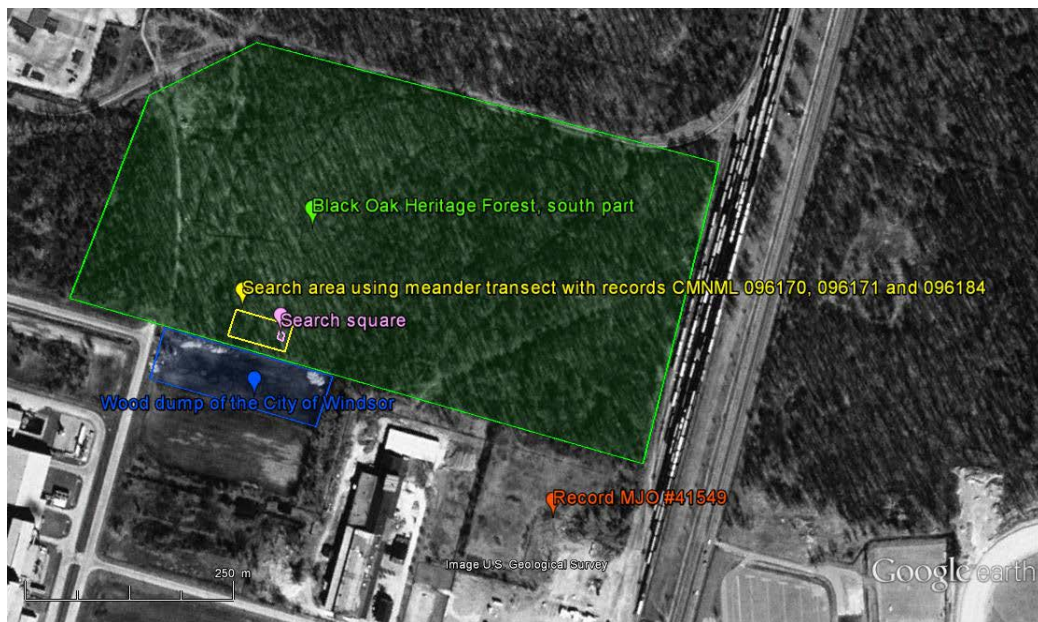 Black Oak Heritage Forest, south part
Search area using meander transect with records CMNML 096170, 096171 and 096184
Search square
Wood dump of the City of Windsor
Record MJO #41549
Image U.S. Geological Survey
250 m
Google earth